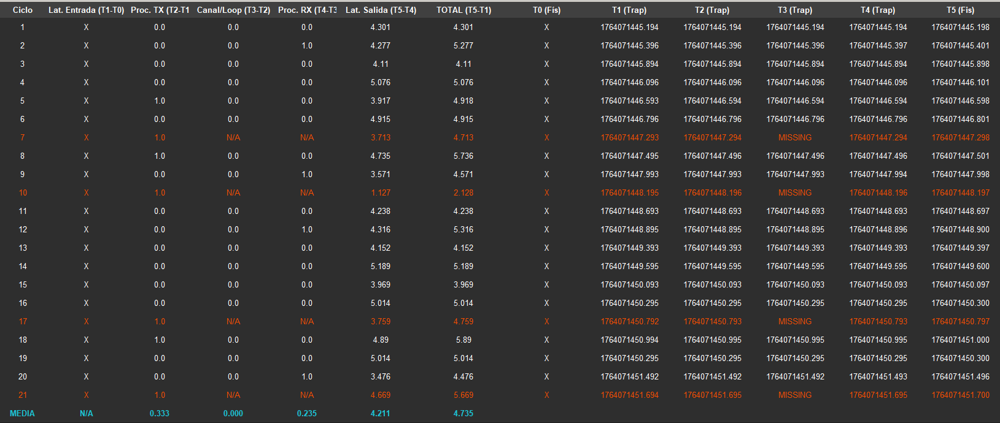 Ciclo Lat. Entrada (T1-T0) Proc. TX (T2-T1 Canal/Loop (T3-T2) Proc. RX (T4-T3 Lat. Salida (T5-T4) TOTAL (T5-T1) T0 (Fis) T1 (Trap) T2 (Trap) T3 (Trap) T4 (Trap) T5 (Fis)
1 X 0.0 0.0 0.0 4.301 4.301 X 1764071445.194 1764071445.194 1764071445.194 1764071445.194 1764071445.198
2 X 0.0 0.0 1.0 4.277 5.277 X 1764071445.396 1764071445.396 1764071445.396 1764071445.397 1764071445.401
3 X 0.0 0.0 0.0 4.11 4.11 X 1764071445.894 1764071445.894 1764071445.894 1764071445.894 1764071445.898
4 X 0.0 0.0 0.0 5.076 5.076 X 1764071446.096 1764071446.096 1764071446.096 1764071446.096 1764071446.101
5 X 1.0 0.0 0.0 3.917 4.918 X 1764071446.593 1764071446.594 1764071446.594 1764071446.594 1764071446.598
6 X 0.0 0.0 0.0 4.915 4.915 X 1764071446.796 1764071446.796 1764071446.796 1764071446.796 1764071446.801
7 X 1.0 N/A N/A 3.713 4.713 X 1764071447.293 1764071447.294 MISSING 1764071447.294 1764071447.298
8 X 1.0 0.0 0.0 4.735 5.736 X 1764071447.495 1764071447.496 1764071447.496 1764071447.496 1764071447.501
9 X 0.0 0.0 1.0 3.571 4.571 X 1764071447.993 1764071447.993 1764071447.993 1764071447.994 1764071447.998
10 X 1.0 N/A N/A 1.127 2.128 X 1764071448.195 1764071448.196 MISSING 1764071448.196 1764071448.197
11 X 0.0 0.0 0.0 4.238 4.238 X 1764071448.693 1764071448.693 1764071448.693 1764071448.693 1764071448.697
12 X 0.0 0.0 1.0 4.316 5.316 X 1764071448.895 1764071448.895 1764071448.895 1764071448.896 1764071448.900
13 X 0.0 0.0 0.0 4.152 4.152 X 1764071449.393 1764071449.393 1764071449.393 1764071449.393 1764071449.397
14 X 0.0 0.0 0.0 5.189 5.189 X 1764071449.595 1764071449.595 1764071449.595 1764071449.595 1764071449.600
15 X 0.0 0.0 0.0 3.969 3.969 X 1764071450.093 1764071450.093 1764071450.093 1764071450.093 1764071450.097
16 X 0.0 0.0 0.0 5.014 5.014 X 1764071450.295 1764071450.295 1764071450.295 1764071450.295 1764071450.300
17 X 1.0 N/A N/A 3.759 4.759 X 1764071450.792 1764071450.793 MISSING 1764071450.793 1764071450.797
18 X 1.0 0.0 0.0 4.89 5.89 X 1764071450.994 1764071450.995 1764071450.995 1764071450.995 1764071451.000
19 X 0.0 0.0 0.0 5.014 5.014 X 1764071450.295 1764071450.295 1764071450.295 1764071450.295 1764071450.300
20 X 0.0 0.0 1.0 3.476 4.476 X 1764071451.492 1764071451.492 1764071451.492 1764071451.493 1764071451.496
21 X 1.0 N/A N/A 4.669 5.669 X 1764071451.694 1764071451.695 MISSING 1764071451.695 1764071451.700
MEDIA N/A 0.333 0.000 0.235 4.211 4.735